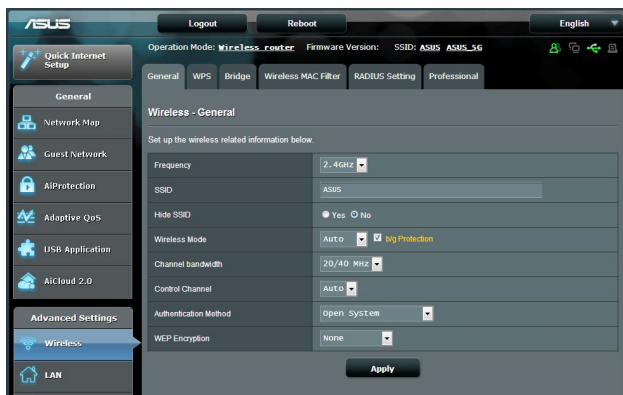 ASUS
Logout
Reboot
English
Quick Internet Setup
Operation Mode: Wireless router Firmware Version: SSID: ASUS ASUS_5G
General WPS Bridge Wireless MAC Filter RADIUS Setting Professional
General
Network Map
Guest Network
AiProtection
Adaptive QoS
USB Application
AiCloud 2.0
Advanced Settings
Wireless
LAN
Wireless - General
Set up the wireless related information below.
Frequency 2.4GHz
SSID ASUS
Hide SSID Yes No
Wireless Mode Auto b/g Protection
Channel bandwidth 20/40 MHz
Control Channel Auto
Authentication Method Open System
WEP Encryption None
Apply